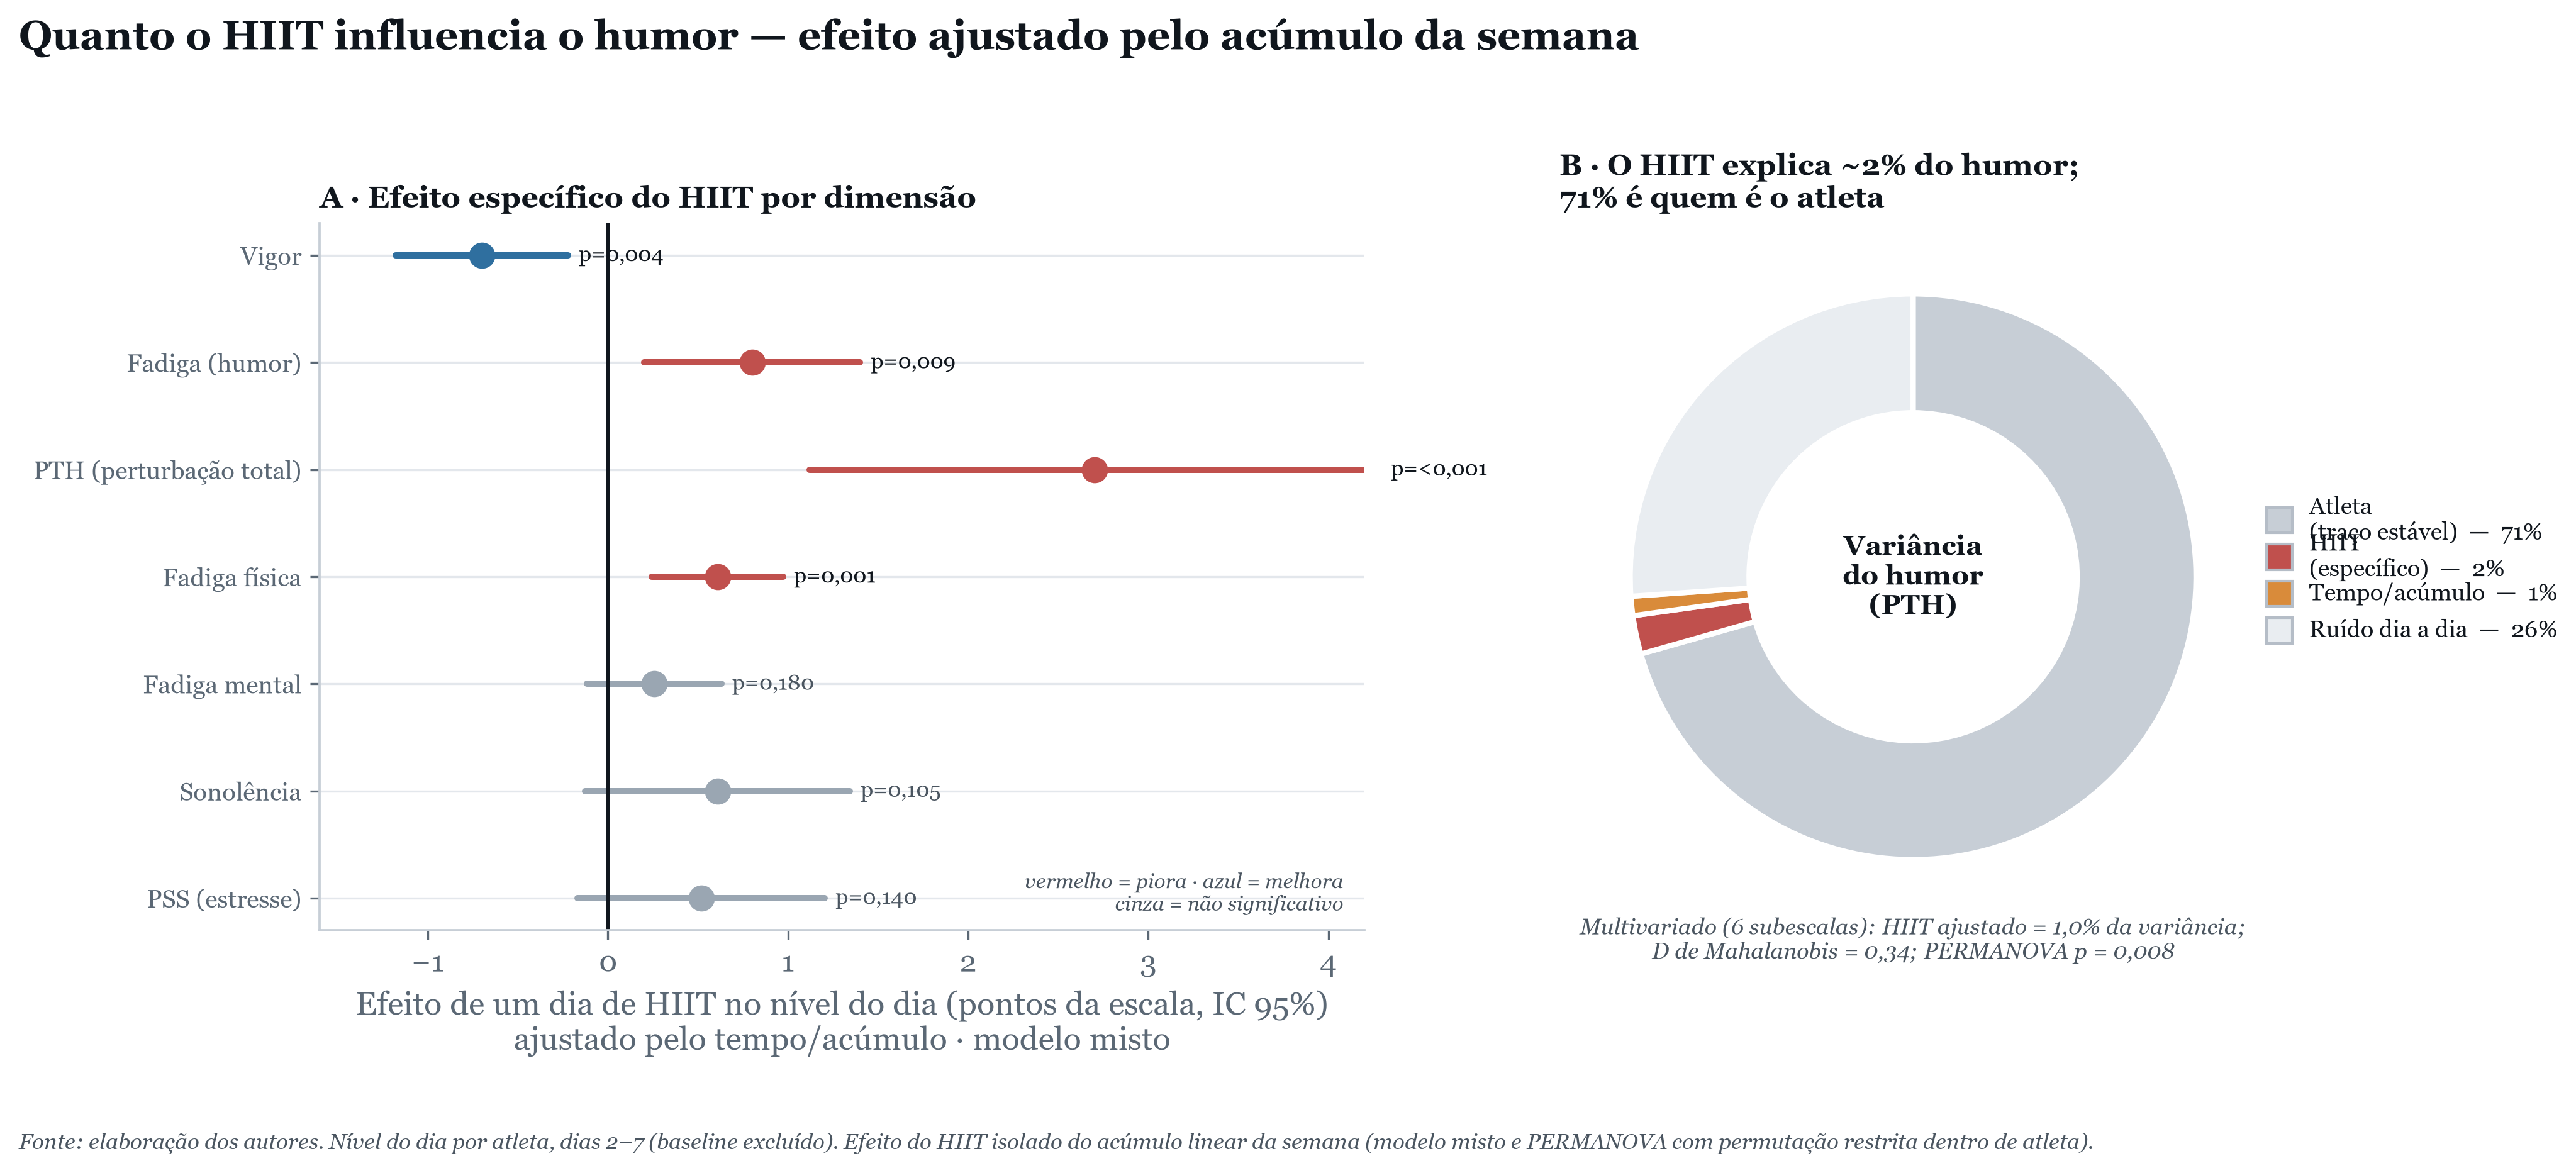 Quanto o HIIT influencia o humor — efeito ajustado pelo acúmulo da semana
A · Efeito específico do HIIT por dimensão
Vigor
p=0,004
Fadiga (humor)
p=0,009
PTH (perturbação total)
p=<0,001
Fadiga física
p=0,001
Fadiga mental
p=0,180
Sonolência
p=0,105
PSS (estresse)
p=0,140
vermelho = piora · azul = melhora
cinza = não significativo
−1 0 1 2 3 4
Efeito de um dia de HIIT no nível do dia (pontos da escala, IC 95%)
ajustado pelo tempo/acúmulo · modelo misto
B · O HIIT explica ~2% do humor;
71% é quem é o atleta
Variância
do humor
(PTH)
Atleta
(traço estável) — 71%
HIIT
(específico) — 2%
Tempo/acúmulo — 1%
Ruído dia a dia — 26%
Multivariado (6 subescalas): HIIT ajustado = 1,0% da variância;
D de Mahalanobis = 0,34; PERMANOVA p = 0,008
Fonte: elaboração dos autores. Nível do dia por atleta, dias 2–7 (baseline excluído). Efeito do HIIT isolado do acúmulo linear da semana (modelo misto e PERMANOVA com permutação restrita dentro de atleta).